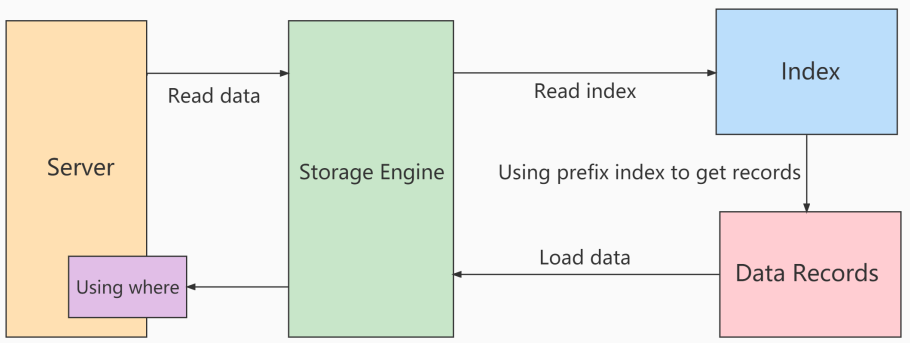 Server
Read data
Storage Engine
Read index
Index
Using prefix index to get records
Data Records
Load data
Using where